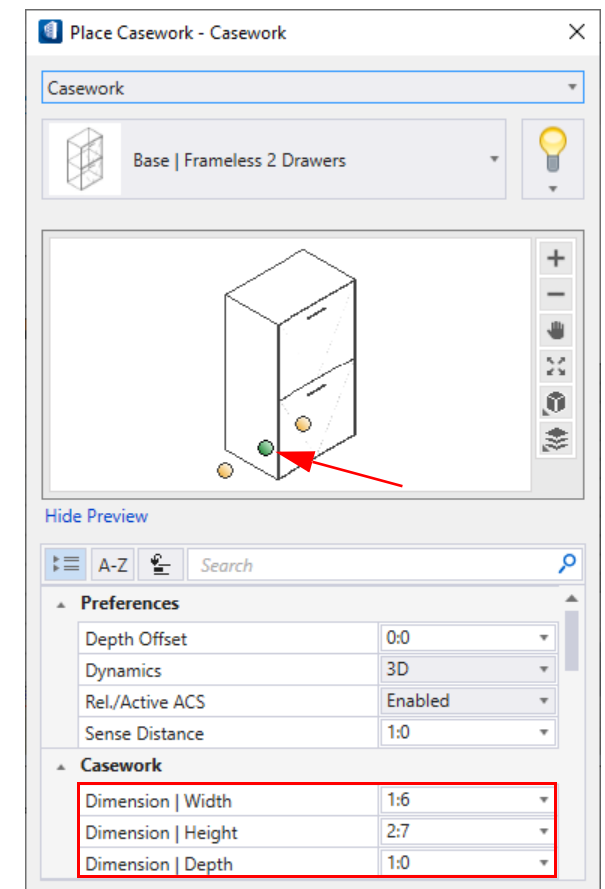 Place Casework - Casework
Casework
Base | Frameless 2 Drawers
Hide Preview
A-Z Search
Preferences
Depth Offset 0:0
Dynamics 3D
Rel./Active ACS Enabled
Sense Distance 1:0
Casework
Dimension | Width 1:6
Dimension | Height 2:7
Dimension | Depth 1:0